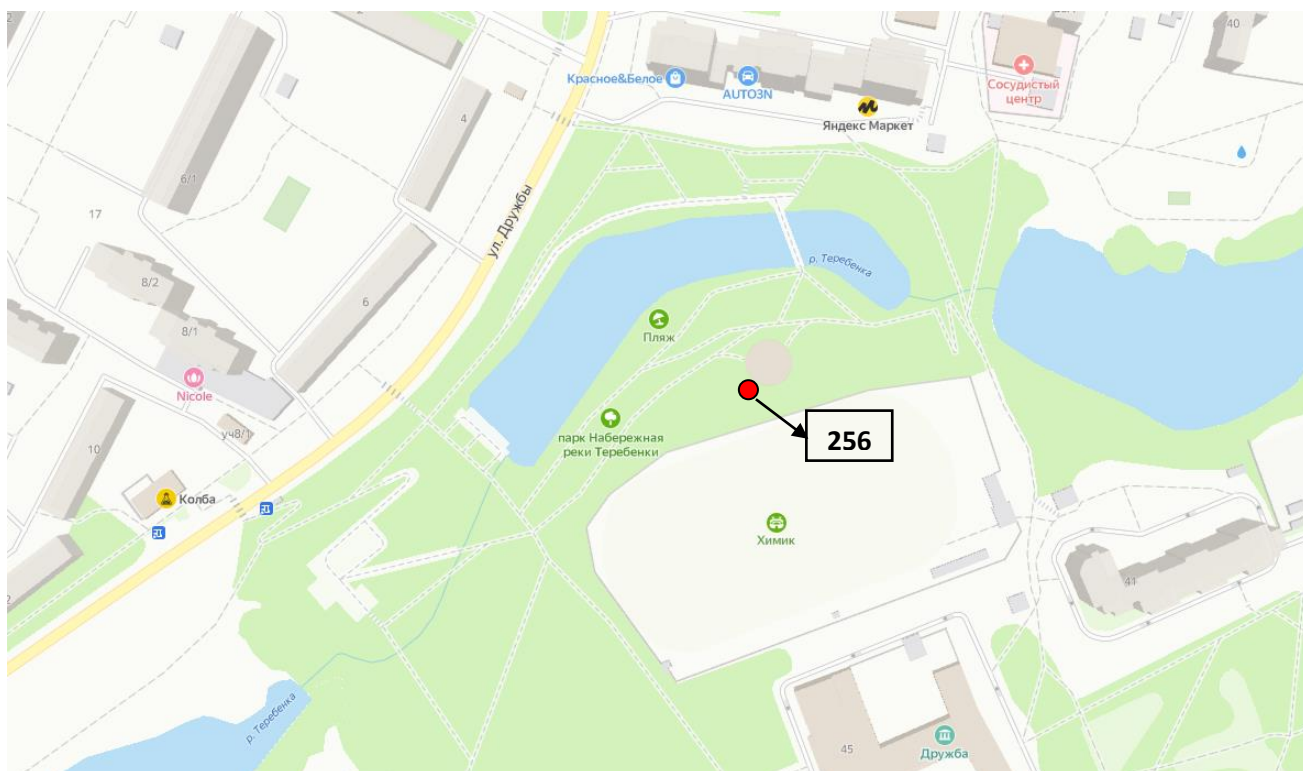 40
Красное&Белое
AUTO3N
Сосудистый
центр
4
Яндекс Маркет
6/1
17
ул. Дружбы
р. Теребенка
8/2
6
8/1
Пляж
Nicole
парк Набережная
реки Теребенки
256
уч8/1
10
Колба
Химик
41
р. Теребенка
45
Дружба